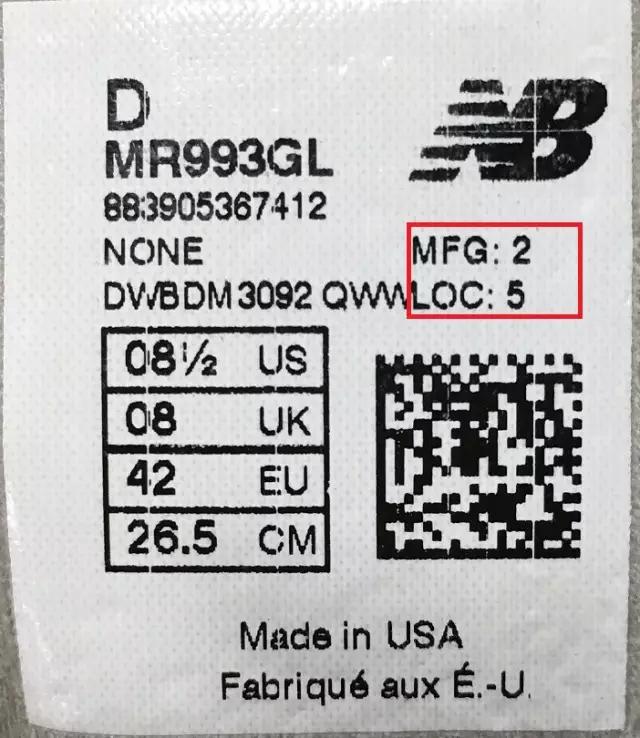 D
NB
MR993GL
883905367412
NONE
MFG: 2
DWBDM3092 QWW
LOC: 5
08½ US
08 UK
42 EU
26.5 CM
Made in USA
Fabriqué aux É.-U.